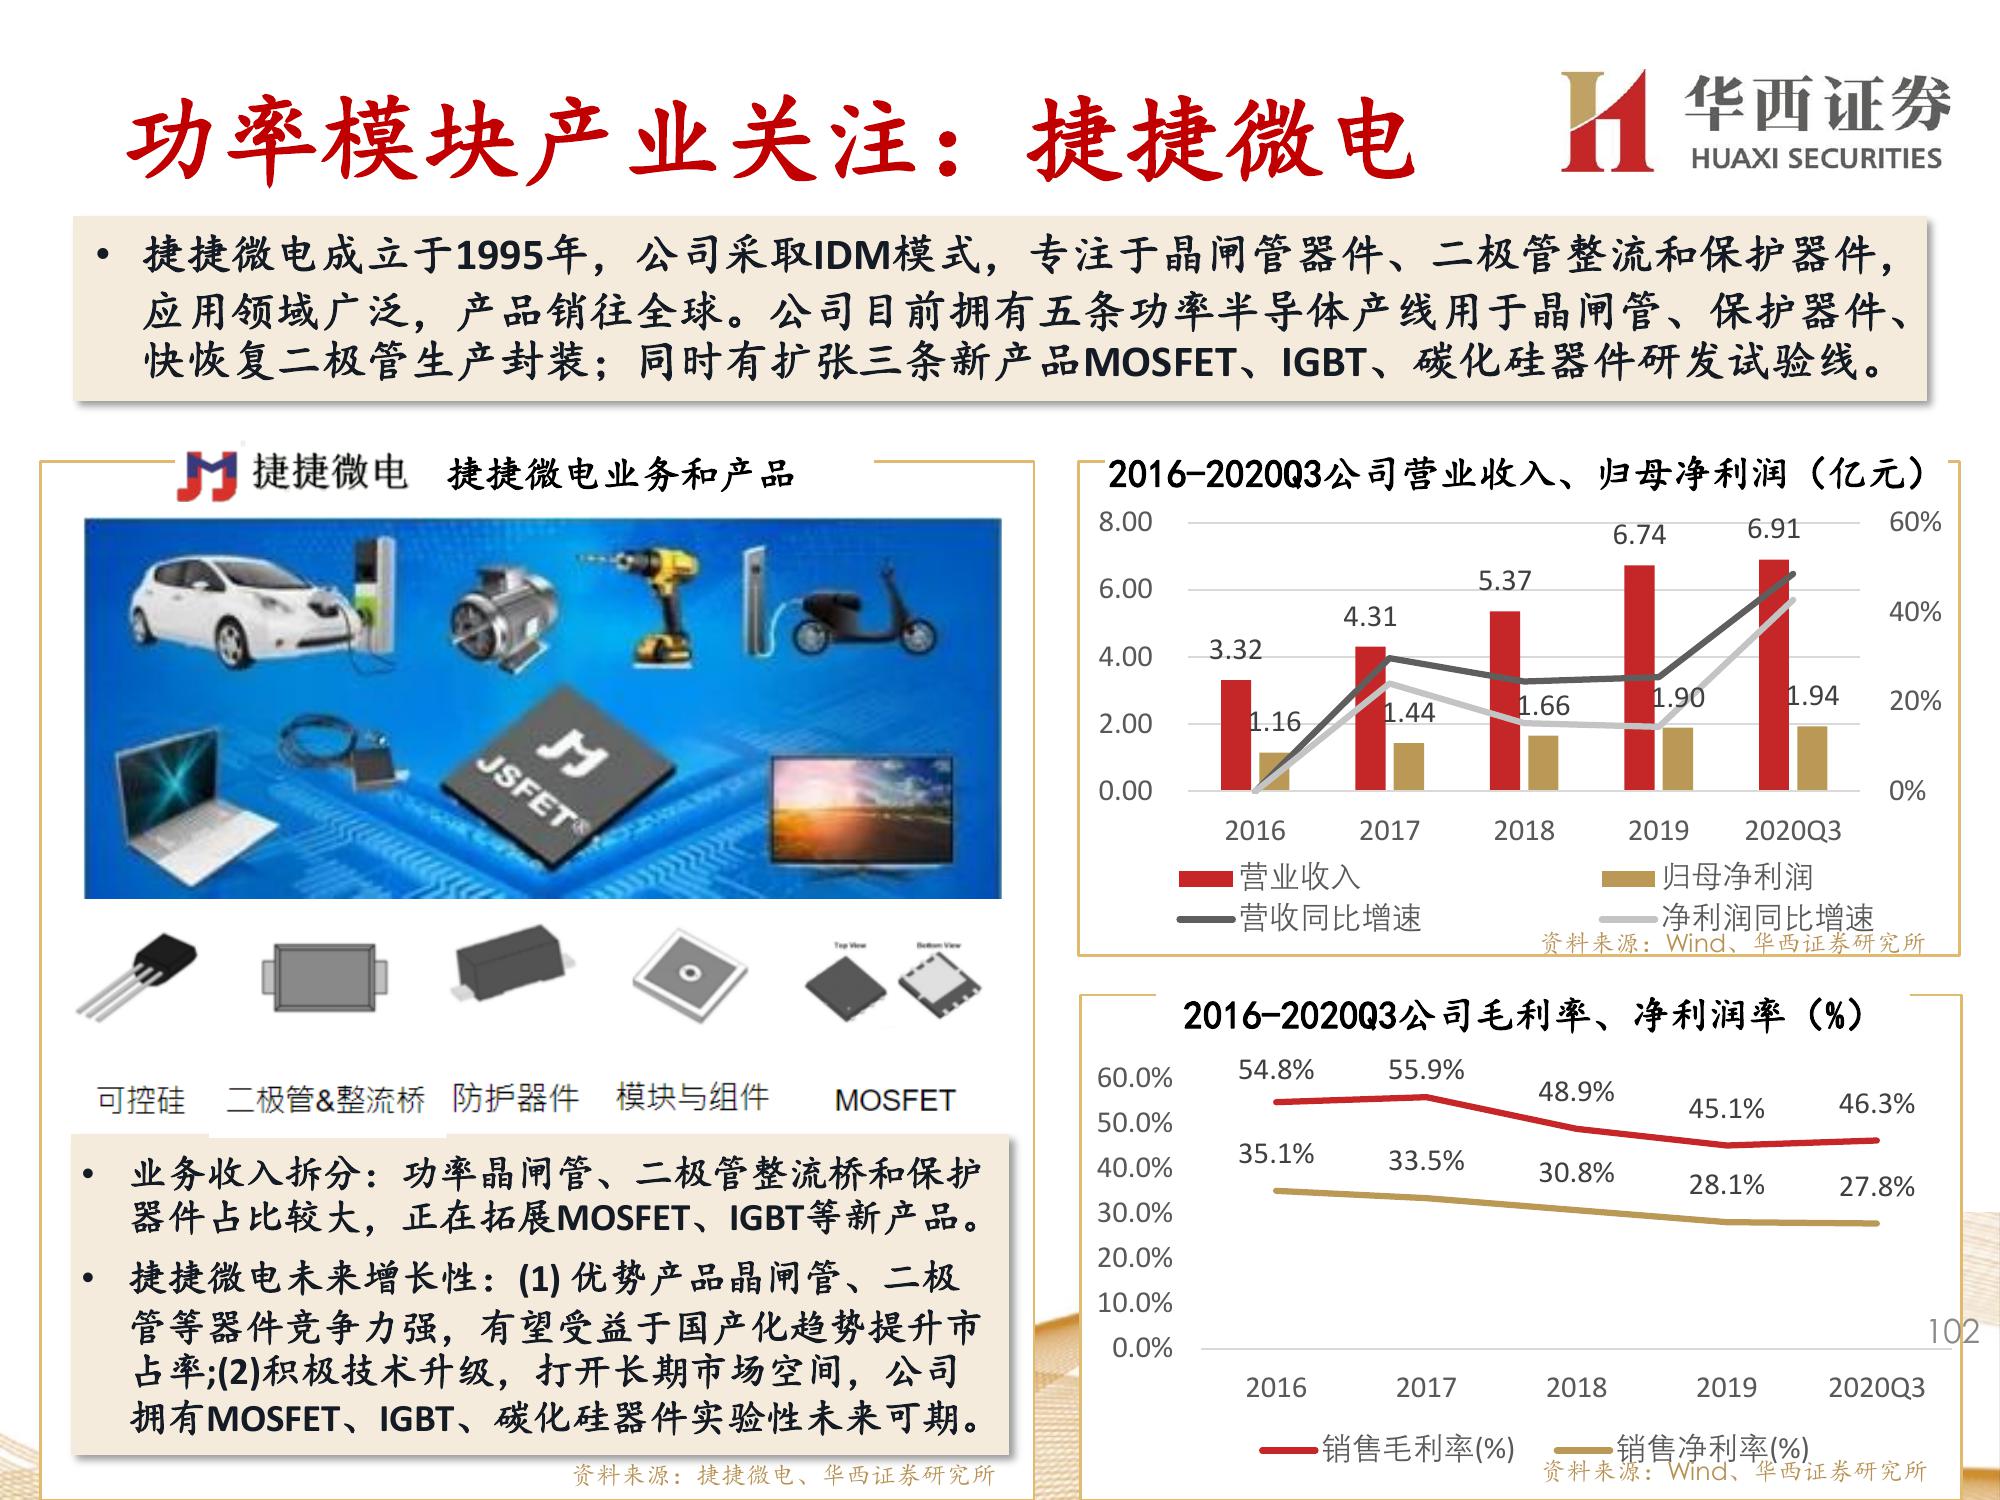 功率模块产业关注：捷捷微电
华西证券
HUAXI SECURITIES
• 捷捷微电成立于1995年，公司采取IDM模式，专注于晶闸管器件、二极管整流和保护器件，
应用领域广泛，产品销往全球。公司目前拥有五条功率半导体产线用于晶闸管、保护器件、
快恢复二极管生产封装；同时有扩张三条新产品MOSFET、IGBT、碳化硅器件研发试验线。
捷捷微电 捷捷微电业务和产品
JSFET®
Top View Bottom View
可控硅 二极管&整流桥 防护器件 模块与组件 MOSFET
• 业务收入拆分：功率晶闸管、二极管整流桥和保护
器件占比较大，正在拓展MOSFET、IGBT等新产品。
• 捷捷微电未来增长性：(1) 优势产品晶闸管、二极
管等器件竞争力强，有望受益于国产化趋势提升市
占率;(2)积极技术升级，打开长期市场空间，公司
拥有MOSFET、IGBT、碳化硅器件实验性未来可期。
资料来源：捷捷微电、华西证券研究所
2016-2020Q3公司营业收入、归母净利润（亿元）
8.00 60%
6.00 40%
4.00 20%
2.00 0%
0.00
3.32 4.31 5.37 6.74 6.91
1.16 1.44 1.66 1.90 1.94
2016 2017 2018 2019 2020Q3
营业收入 归母净利润
营收同比增速 净利润同比增速
资料来源：Wind、华西证券研究所
2016-2020Q3公司毛利率、净利润率（%）
60.0%
50.0%
40.0%
30.0%
20.0%
10.0%
0.0%
54.8% 55.9% 48.9% 45.1% 46.3%
35.1% 33.5% 30.8% 28.1% 27.8%
2016 2017 2018 2019 2020Q3
销售毛利率(%) 销售净利率(%)
资料来源：Wind、华西证券研究所
102